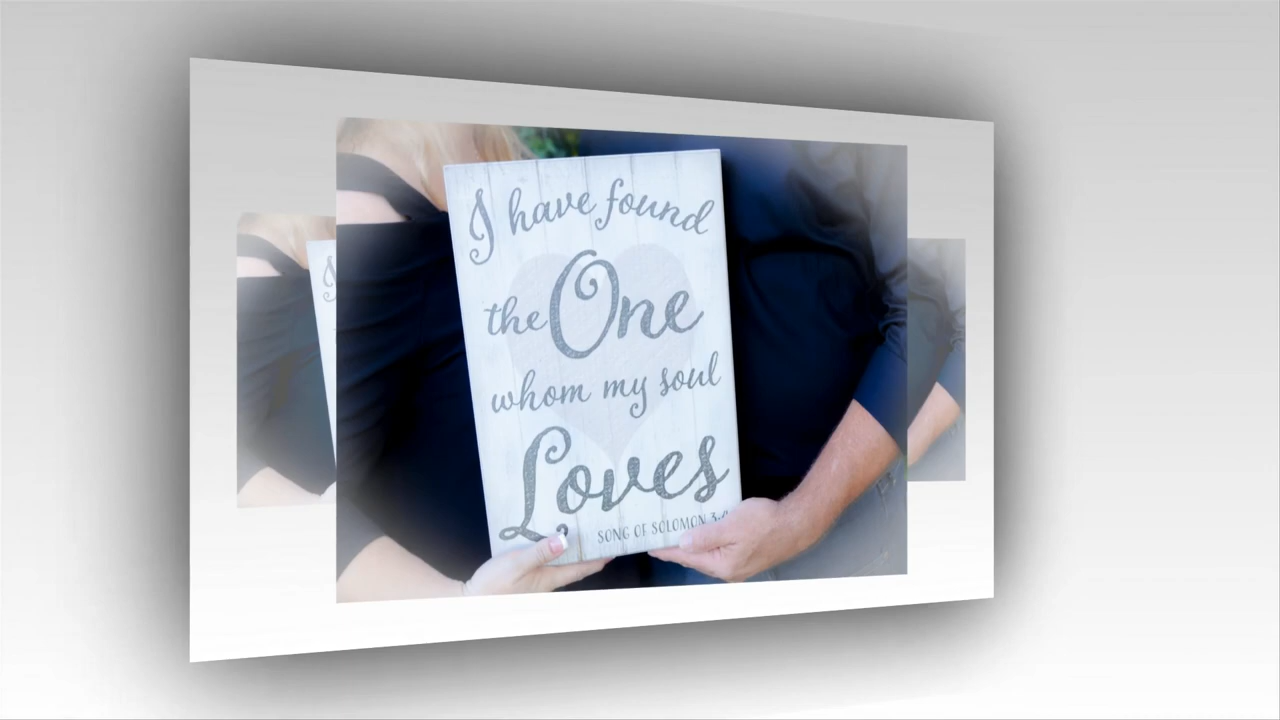 I have found
the One
whom my soul
Loves
SONG OF SOLOMON